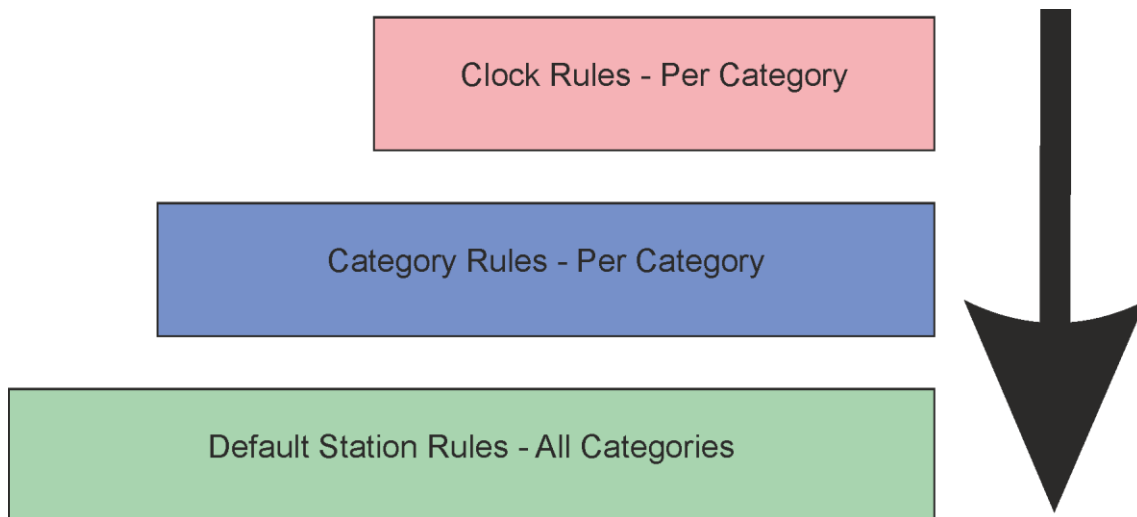 Clock Rules - Per Category
Category Rules - Per Category
Default Station Rules - All Categories